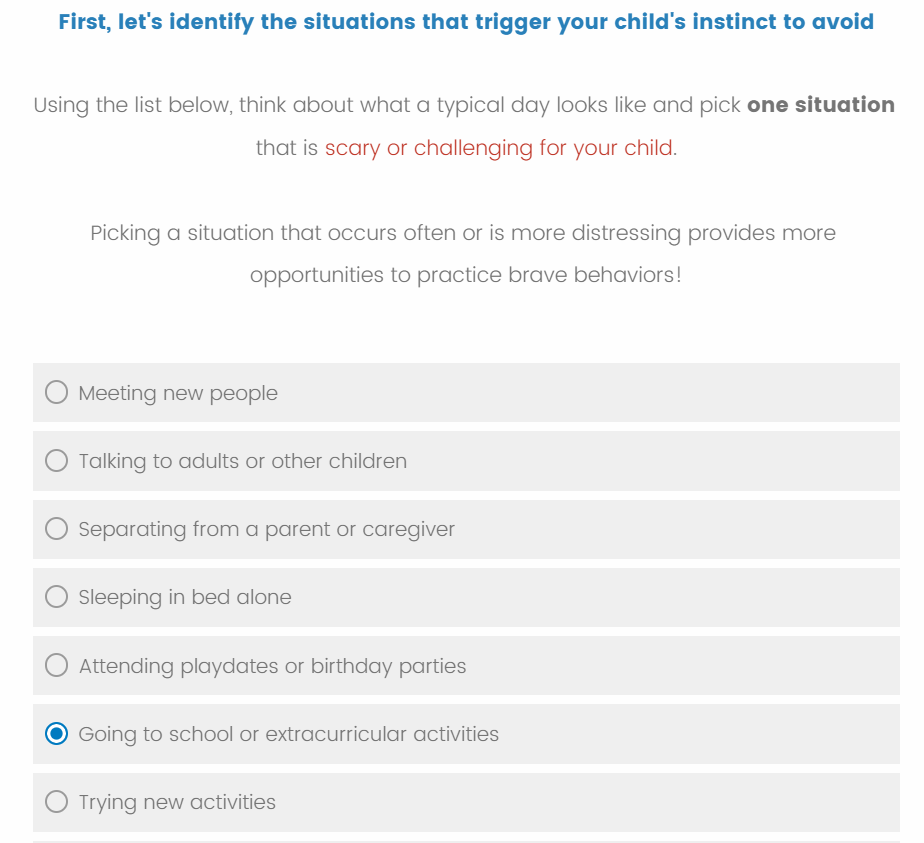 First, let's identify the situations that trigger your child's instinct to avoid
Using the list below, think about what a typical day looks like and pick one situation
that is scary or challenging for your child.
Picking a situation that occurs often or is more distressing provides more
opportunities to practice brave behaviors!
Meeting new people
Talking to adults or other children
Separating from a parent or caregiver
Sleeping in bed alone
Attending playdates or birthday parties
Going to school or extracurricular activities
Trying new activities